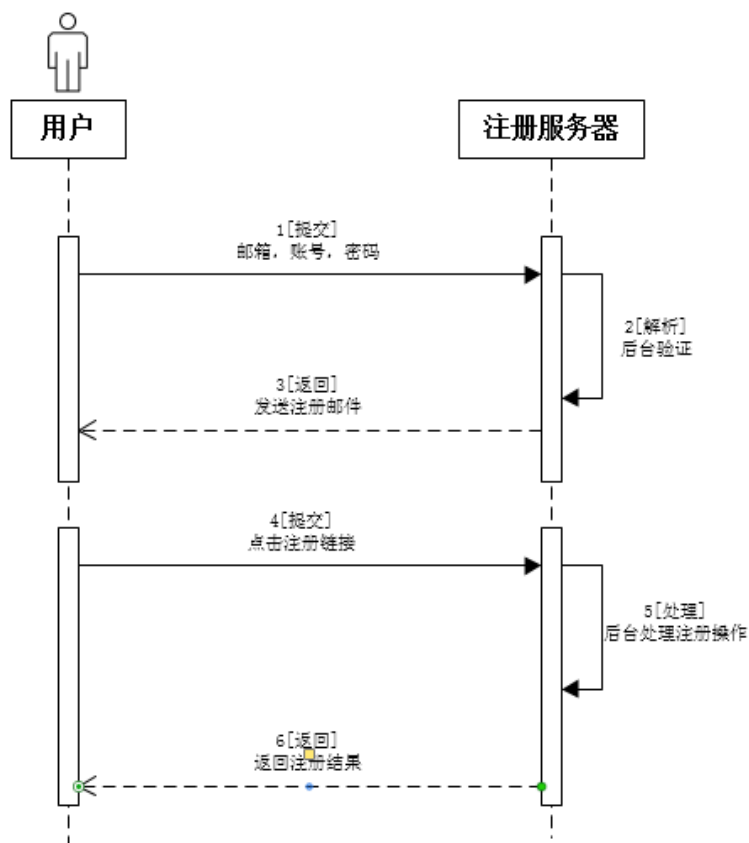 用户
注册服务器
1[提交]
邮箱，账号，密码
2[解析]
后台验证
3[返回]
发送注册邮件
4[提交]
点击注册链接
5[处理]
后台处理注册操作
6[返回]
返回注册结果